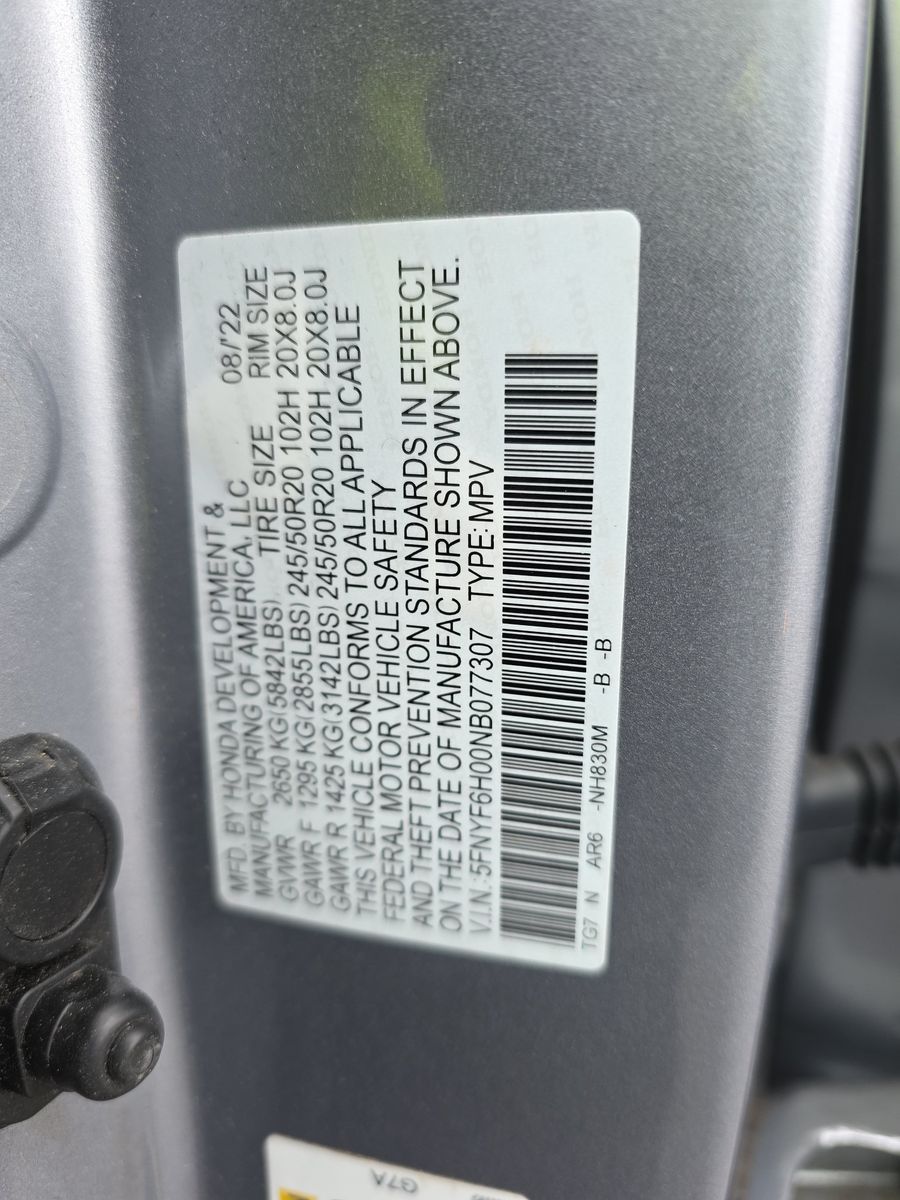 MFD. BY HONDA DEVELOPMENT &
MANUFACTURING OF AMERICA, LLC 08/'22
GVWR 2650 KG(5842LBS) TIRE SIZE RIM SIZE
GAWR F 1295 KG(2855LBS) 245/50R20 102H 20X8.0J
GAWR R 1425 KG(3142LBS) 245/50R20 102H 20X8.0J
THIS VEHICLE CONFORMS TO ALL APPLICABLE
FEDERAL MOTOR VEHICLE SAFETY
AND THEFT PREVENTION STANDARDS IN EFFECT
ON THE DATE OF MANUFACTURE SHOWN ABOVE.
V.I.N.:5FNYF6H00NB077307 TYPE:MPV
TG7 N AR6 -NH830M -B -B
G7A